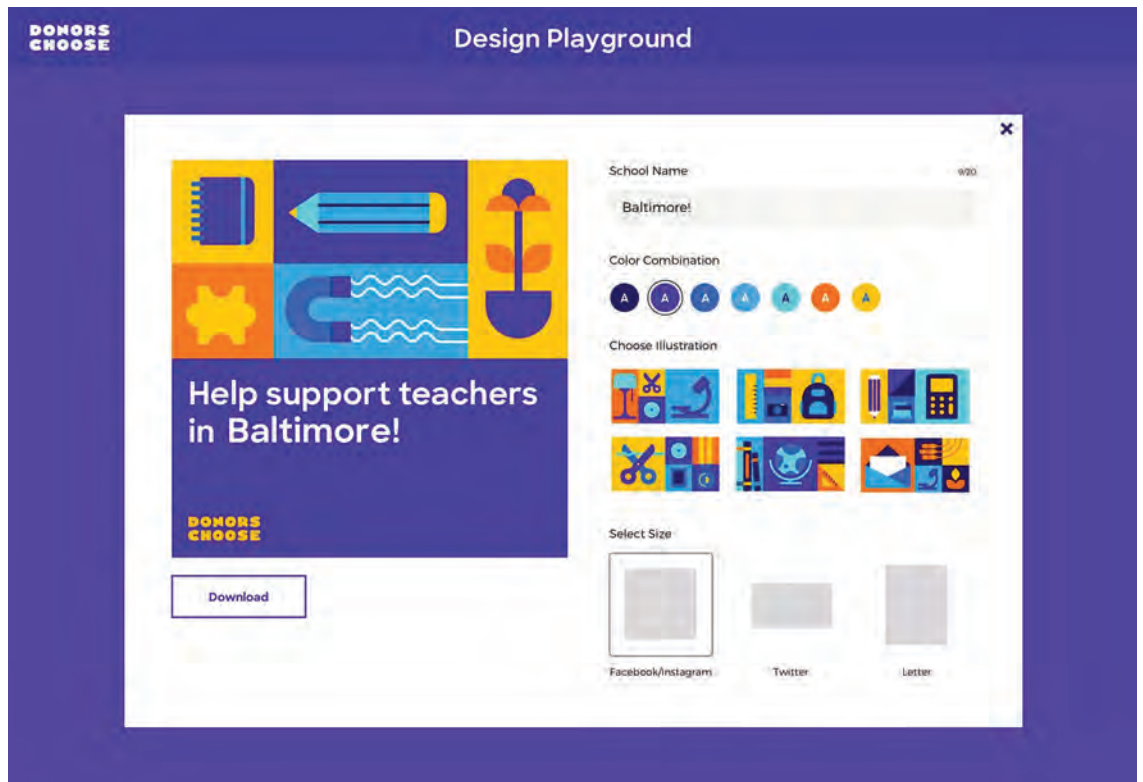 DONORS
CHOOSE
Design Playground
Help support teachers
in Baltimore!
DONORS
CHOOSE
Download
School Name
9/20
Baltimore!
Color Combination
A A A A A A A
Choose Illustration
Select Size
Facebook/Instagram
Twitter
Letter